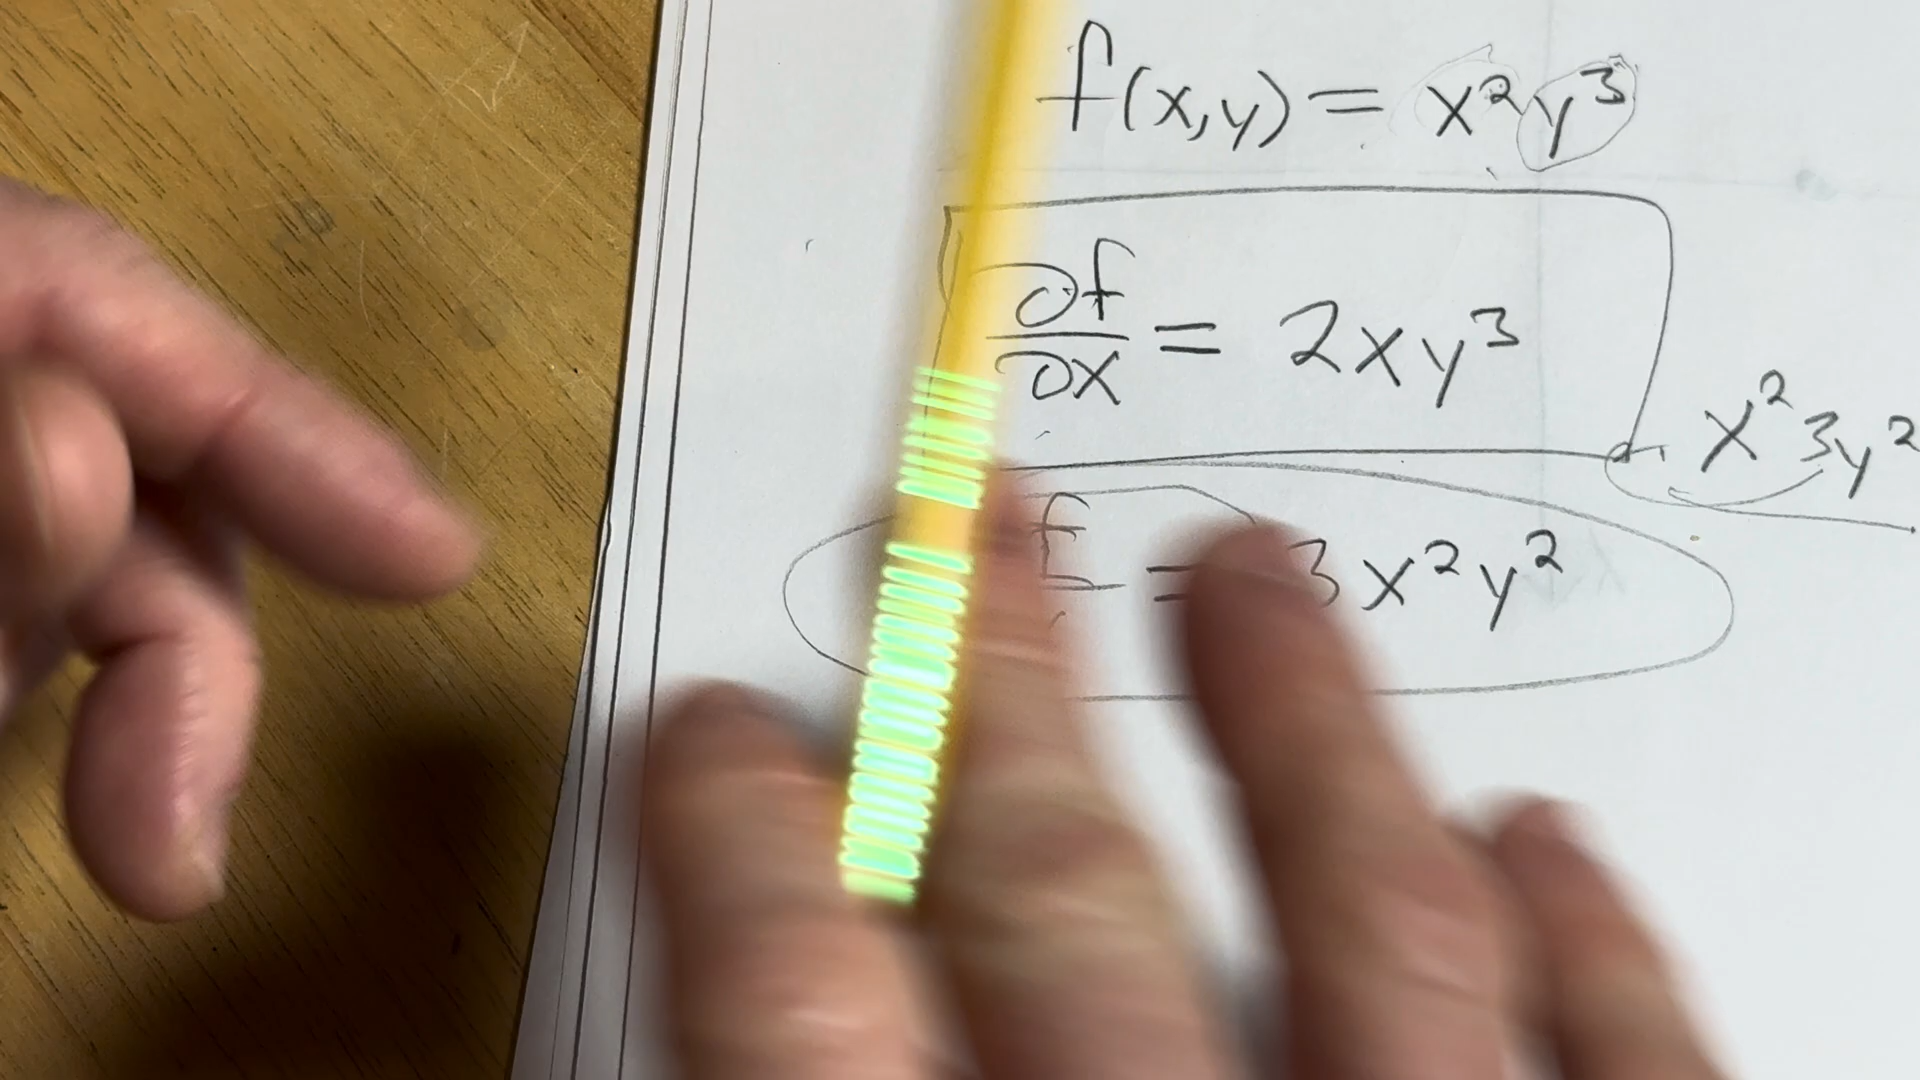 f(x,y) = x²y³
∂f/∂x = 2xy³
x²3y²
f = 3x²y²